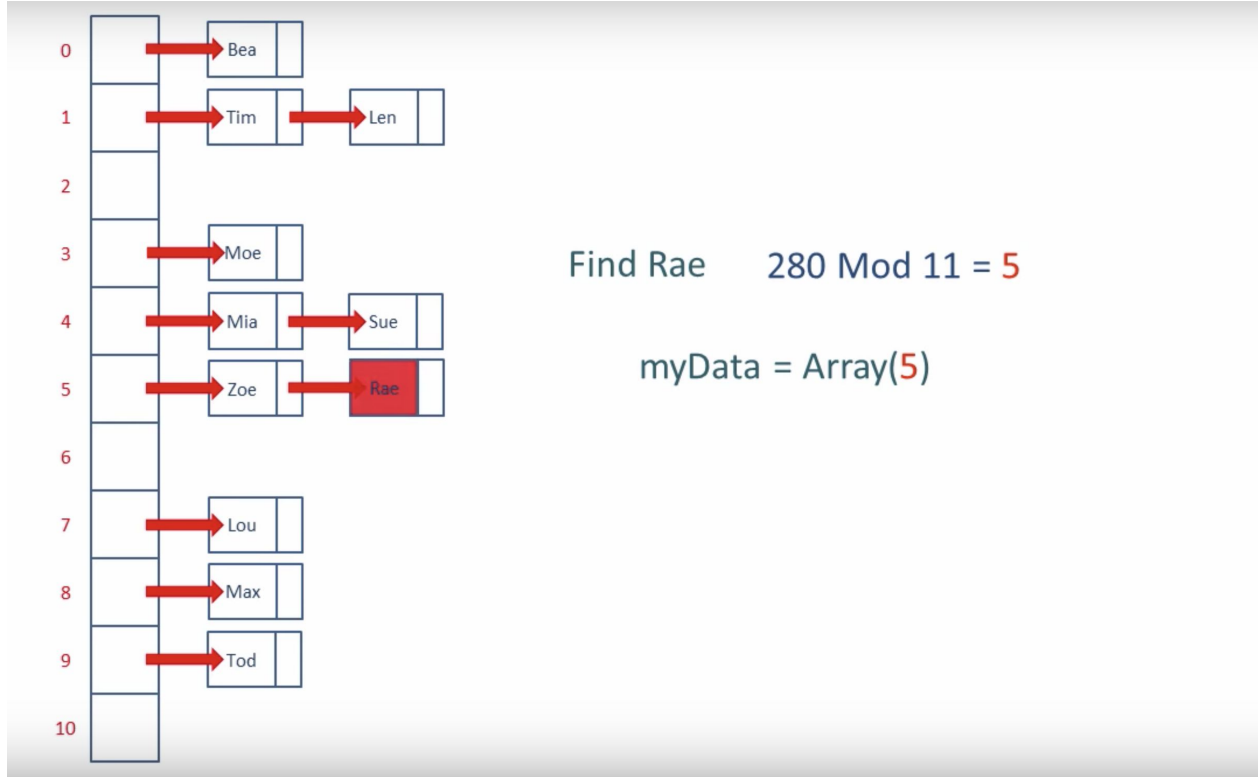 0 Bea
1 Tim Len
2
3 Moe
4 Mia Sue
5 Zoe Rae
6
7 Lou
8 Max
9 Tod
10
Find Rae 280 Mod 11 = 5
myData = Array(5)